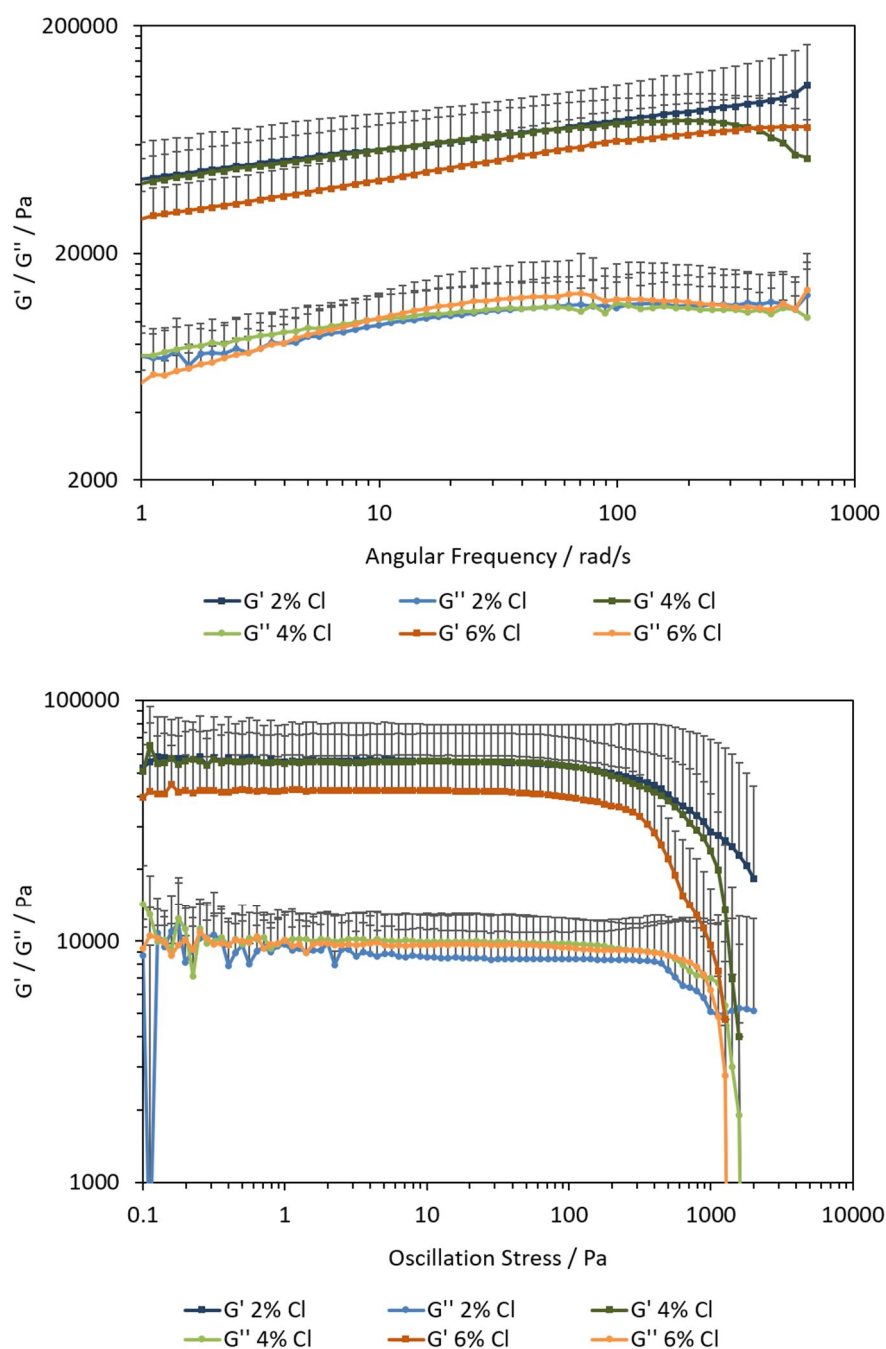 200000
20000
2000
G' / G'' / Pa
1 10 100 1000
Angular Frequency / rad/s
G' 2% Cl G'' 2% Cl G' 4% Cl
G'' 4% Cl G' 6% Cl G'' 6% Cl
100000
10000
1000
G' / G'' / Pa
0.1 1 10 100 1000 10000
Oscillation Stress / Pa
G' 2% Cl G'' 2% Cl G' 4% Cl
G'' 4% Cl G' 6% Cl G'' 6% Cl